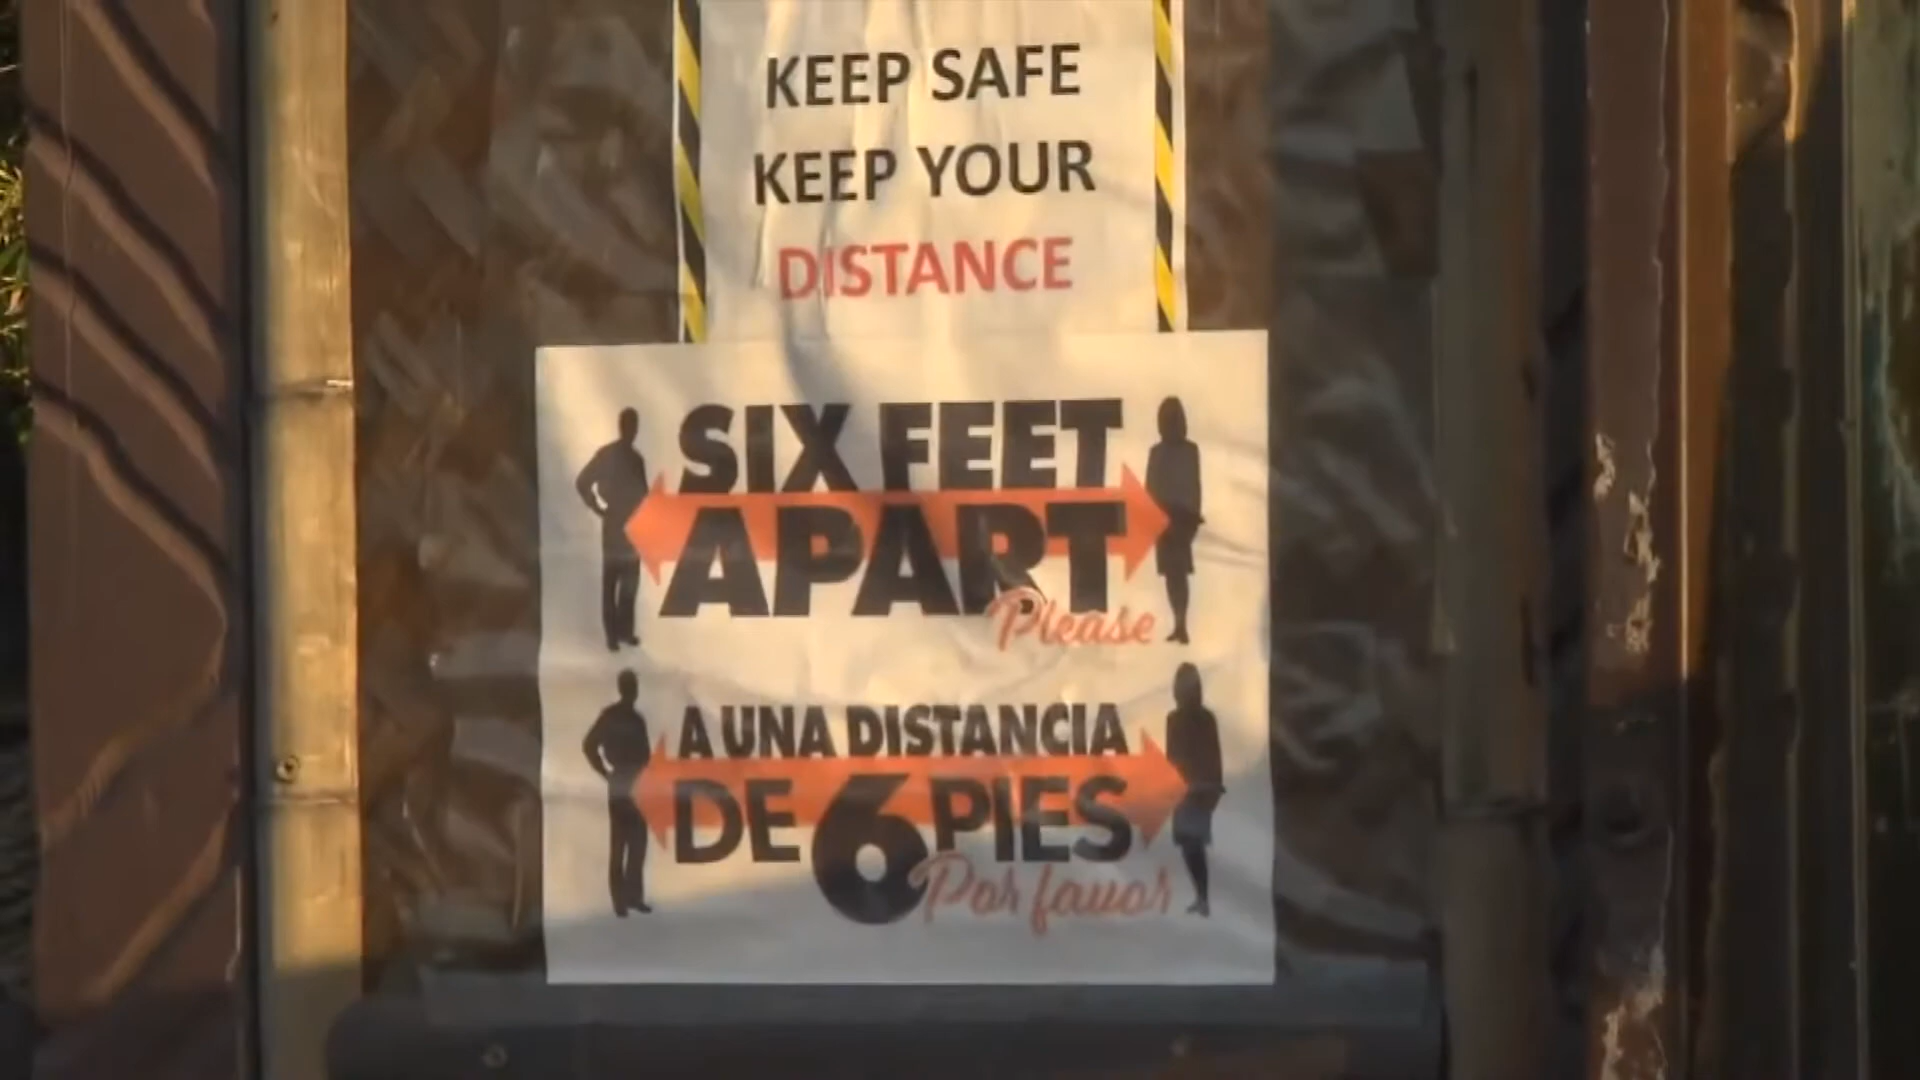 KEEP SAFE
KEEP YOUR
DISTANCE
SIX FEET
APART
Please
A UNA DISTANCIA
DE 6 PIES
Por favor